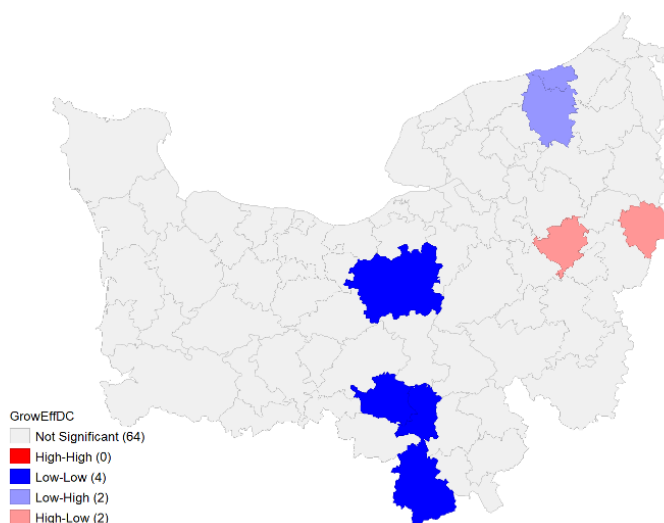 GrowEffDC
Not Significant (64)
High-High (0)
Low-Low (4)
Low-High (2)
High-Low (2)